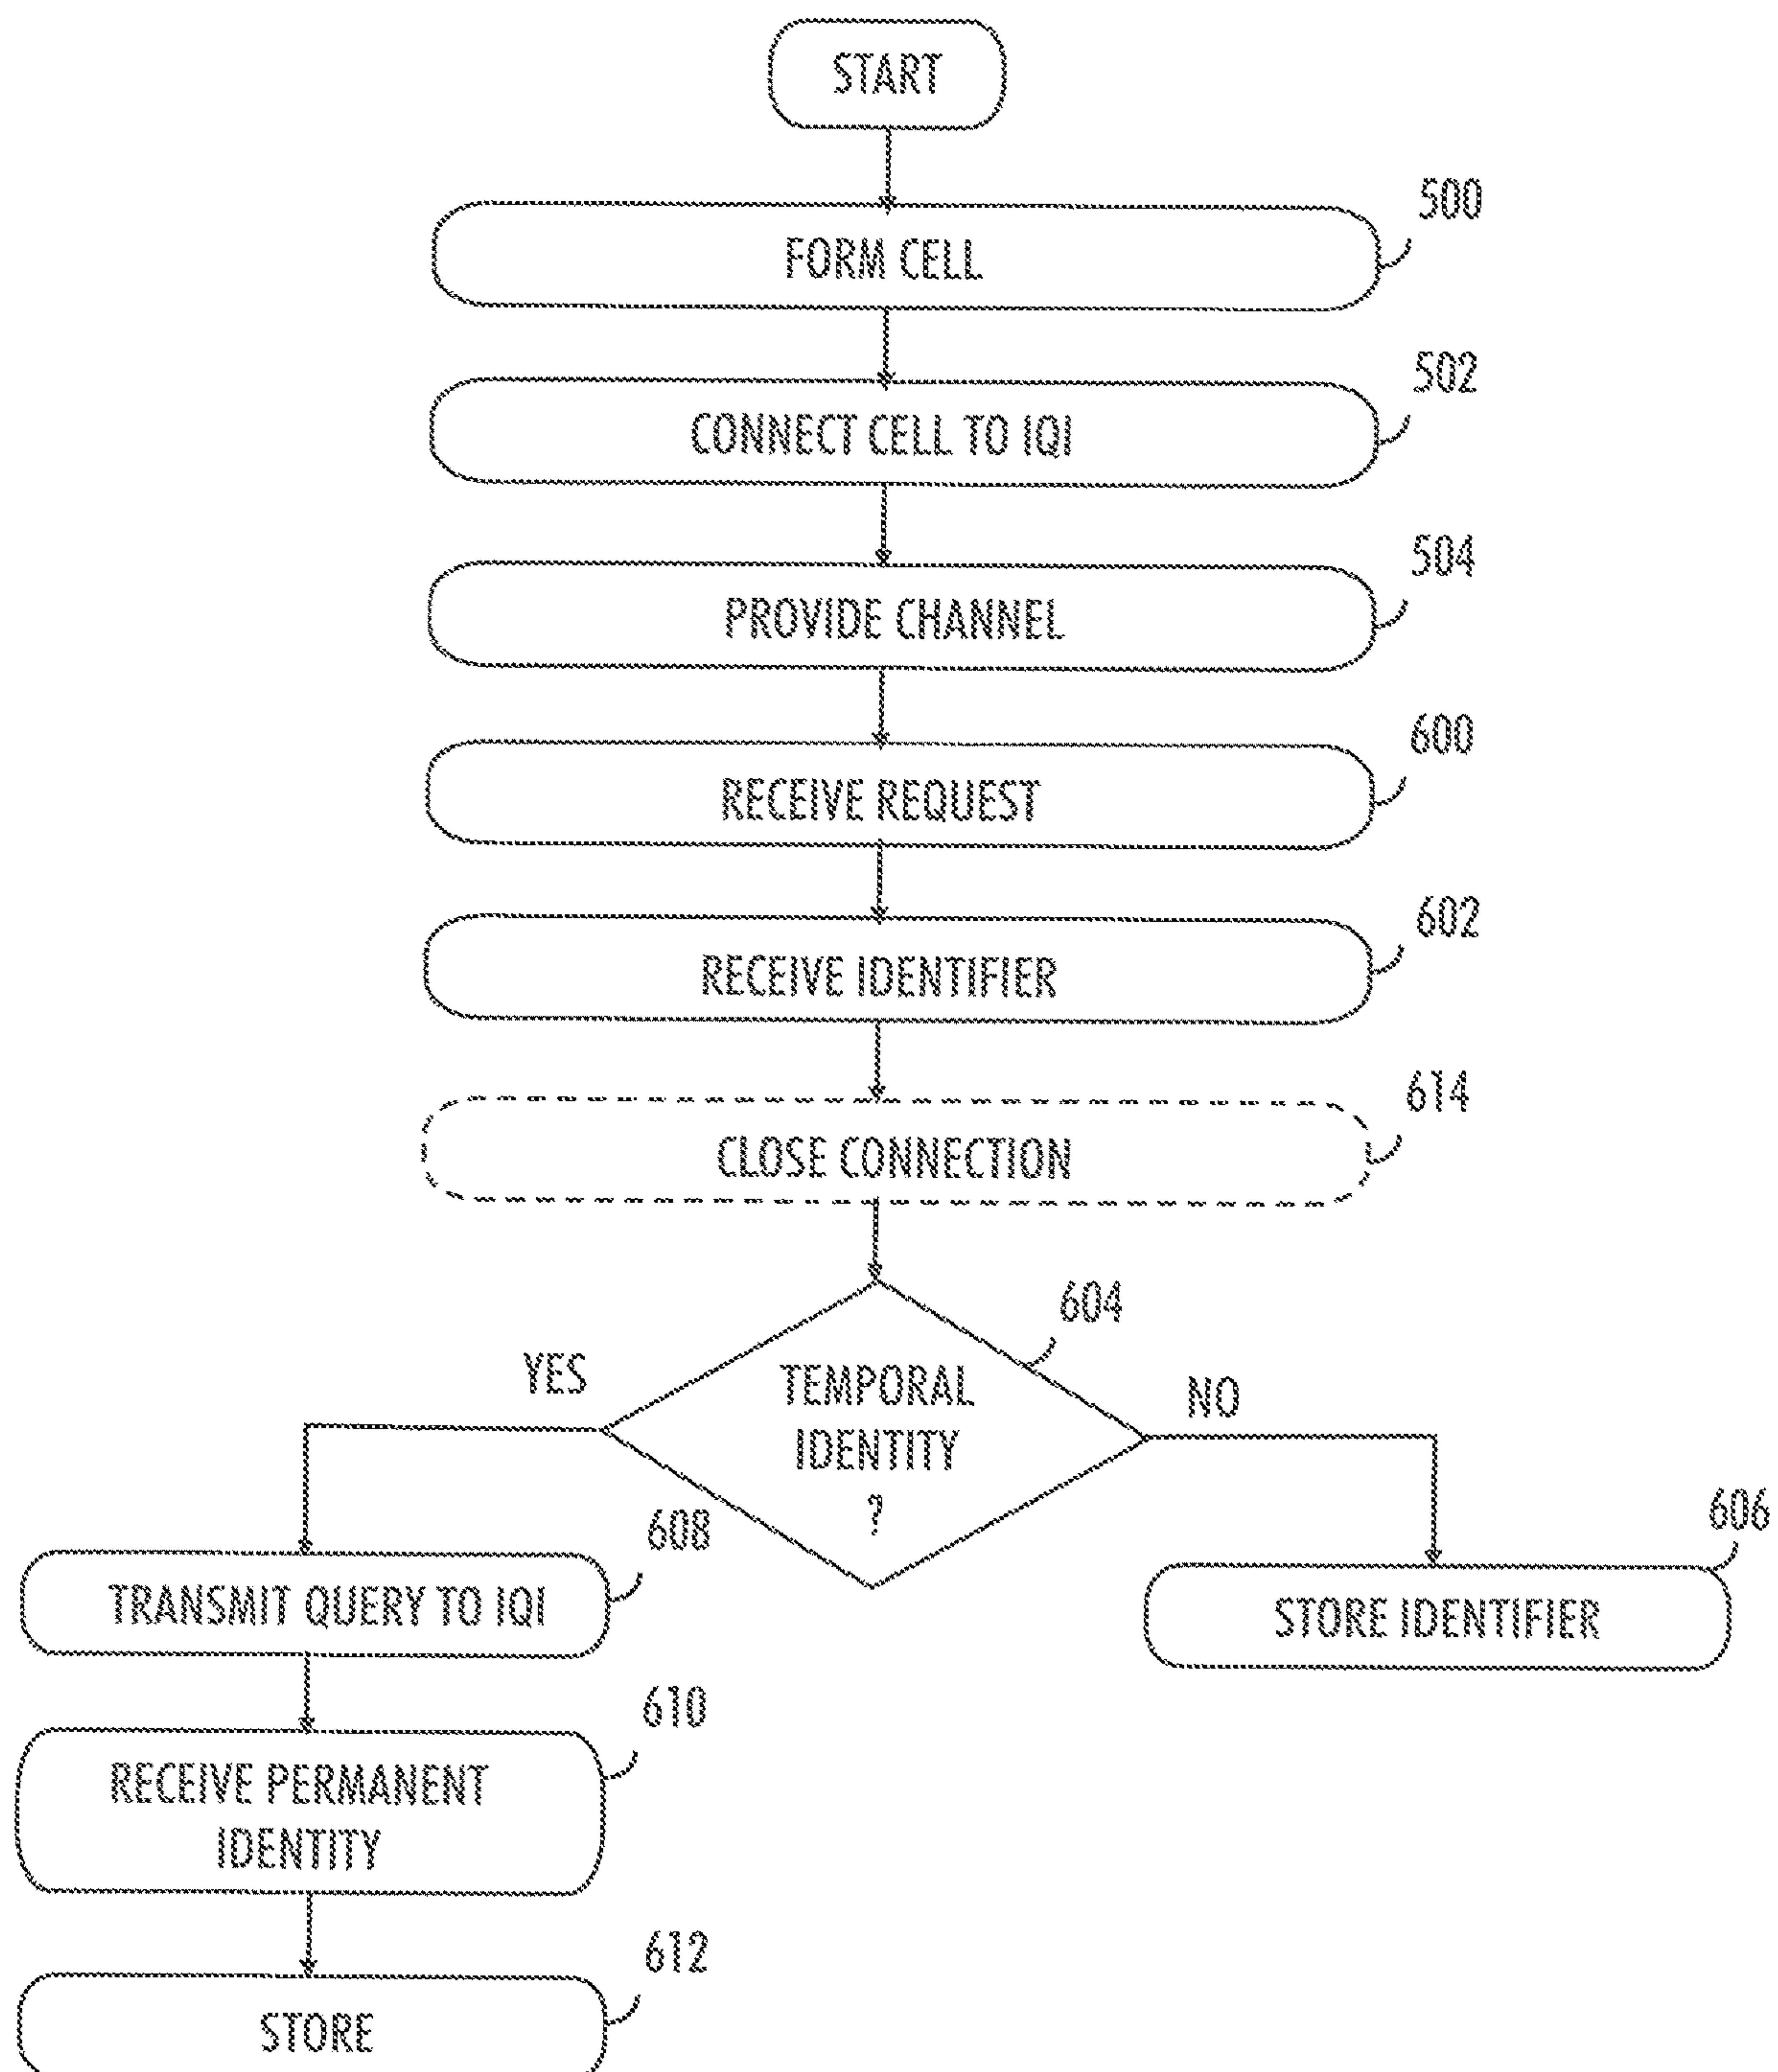 START
500
FORM CELL
502
CONNECT CELL TO IQI
504
PROVIDE CHANNEL
600
RECEIVE REQUEST
602
RECEIVE IDENTIFIER
614
CLOSE CONNECTION
604
YES
TEMPORAL
IDENTITY
?
NO
608
TRANSMIT QUERY TO IQI
606
STORE IDENTIFIER
610
RECEIVE PERMANENT
IDENTITY
612
STORE